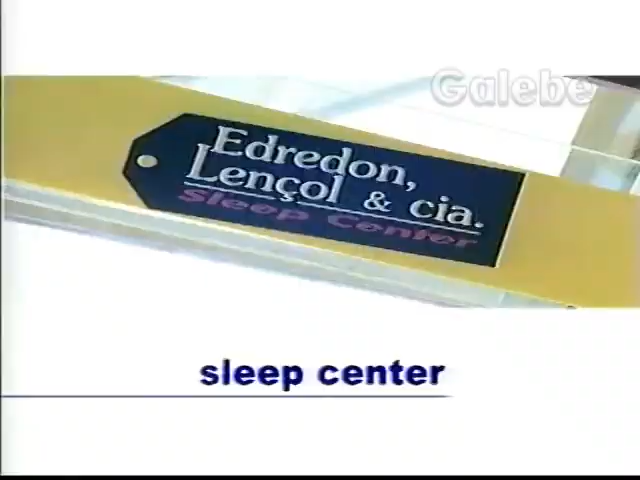 Galebe
Edredon,
Lençol & cia.
Sleep Center
sleep center